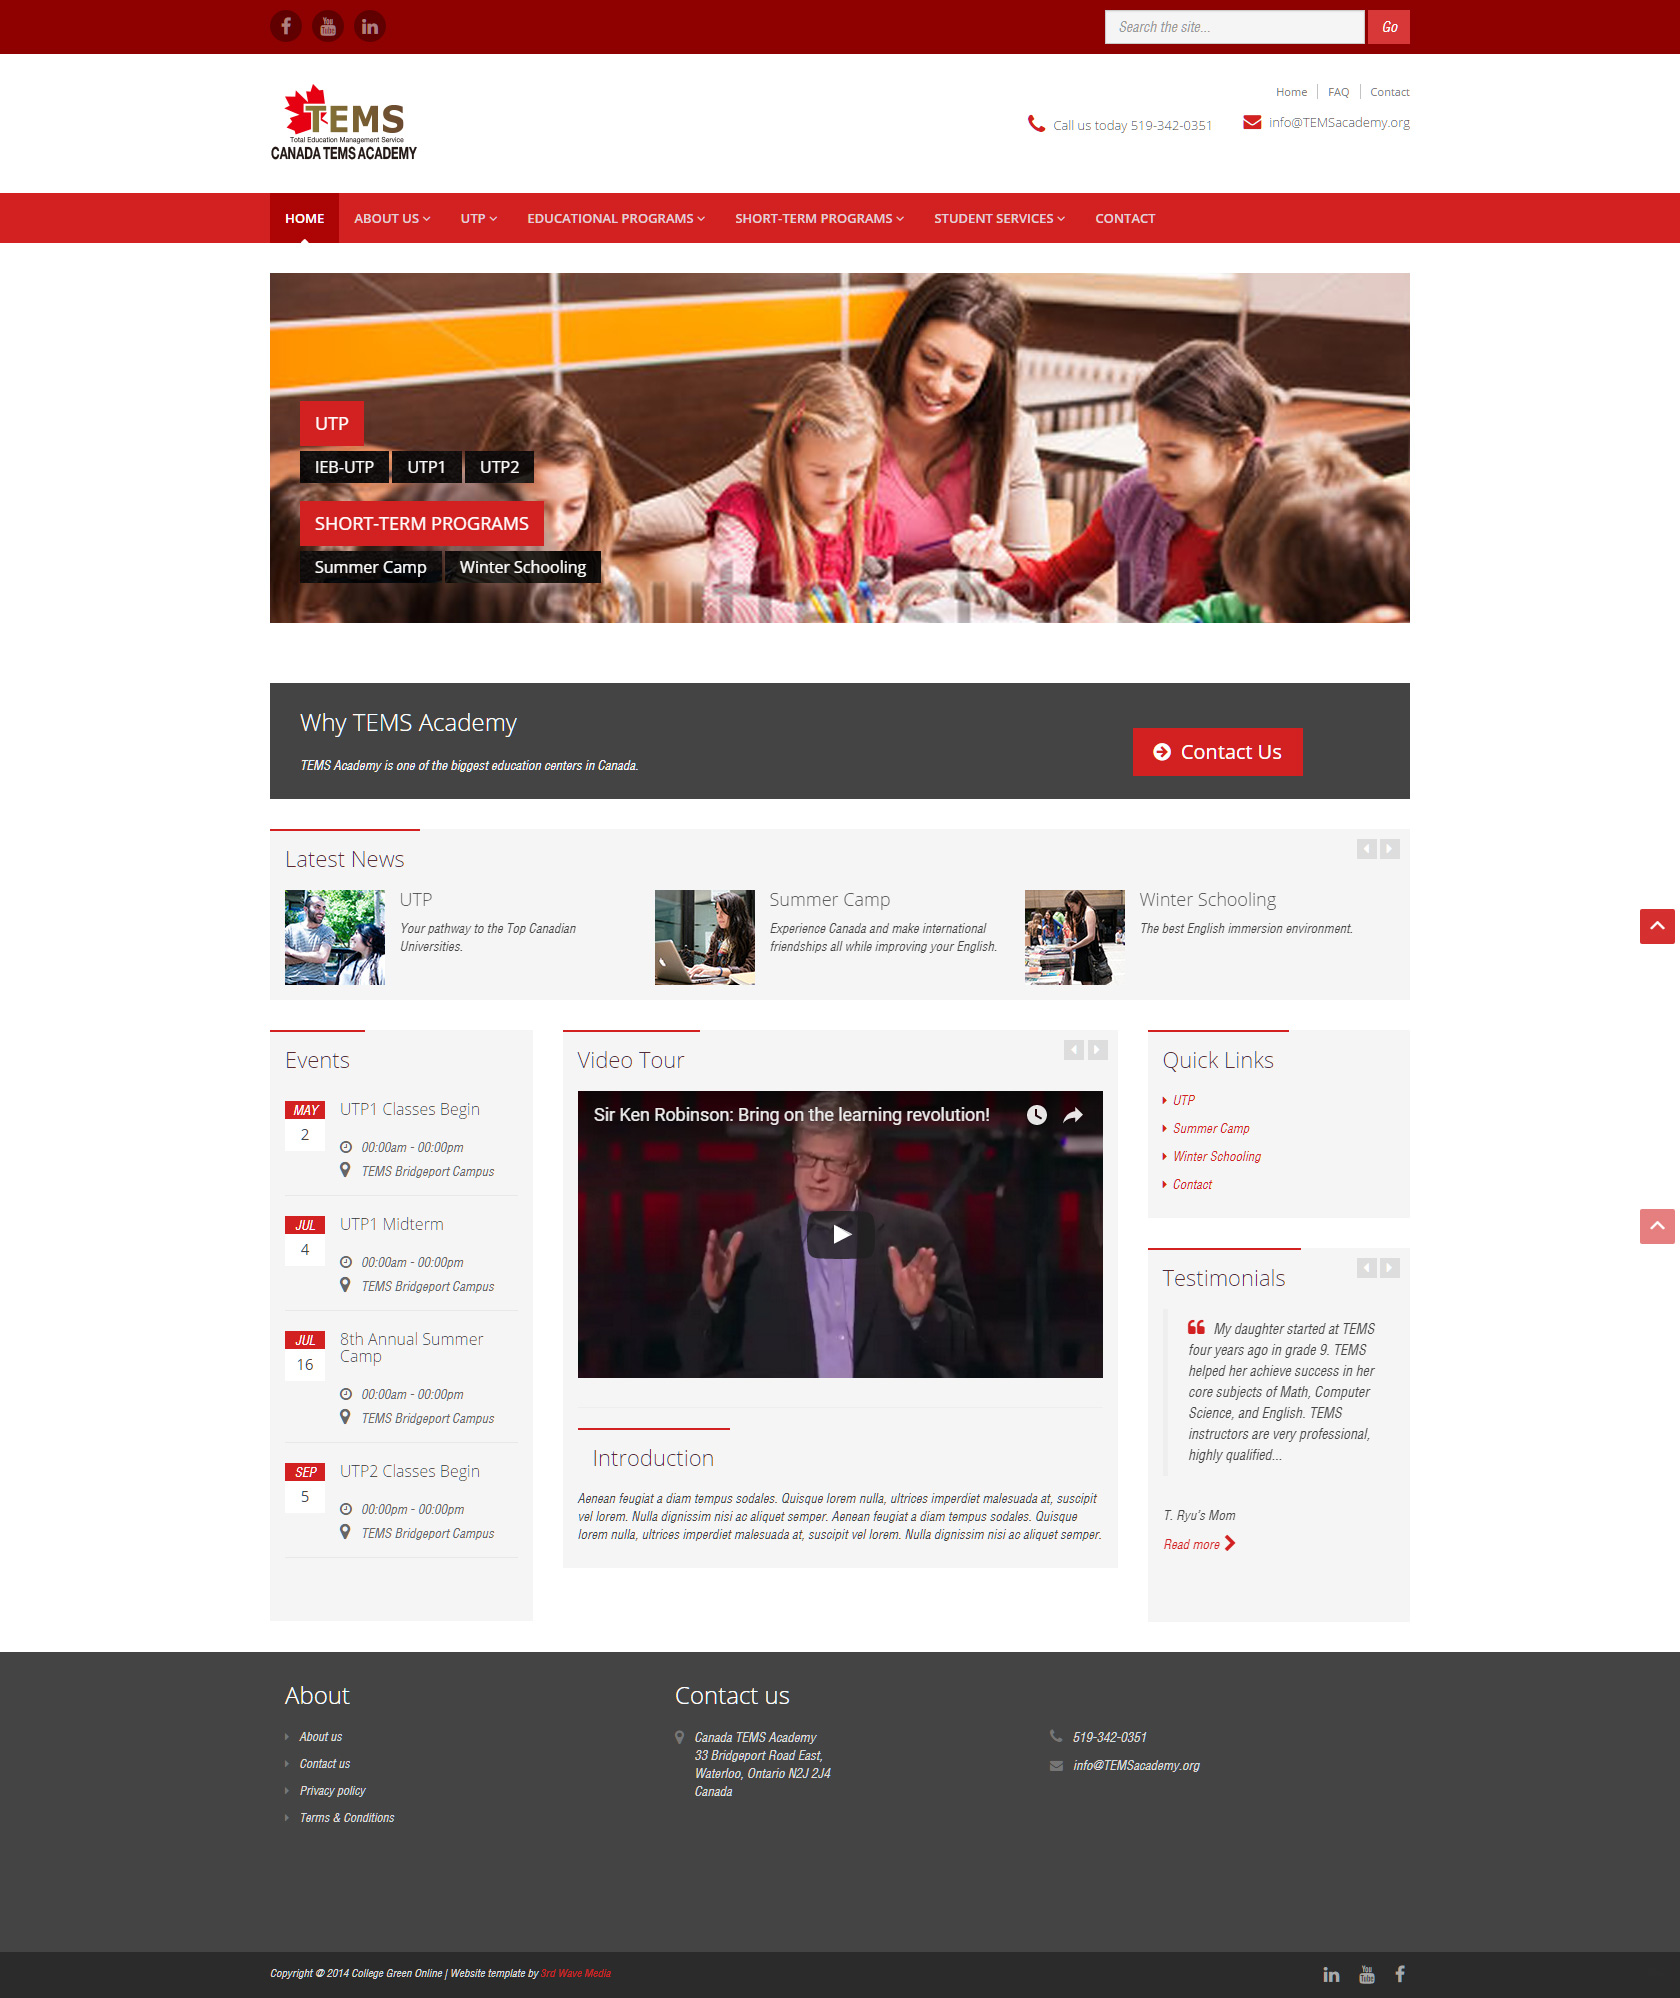 Search the site...
Go
TEMS
Total Education Management Service
CANADA TEMS ACADEMY
Home
FAQ
Contact
Call us today 519-342-0351
info@TEMSacademy.org
HOME
ABOUT US
UTP
EDUCATIONAL PROGRAMS
SHORT-TERM PROGRAMS
STUDENT SERVICES
CONTACT
UTP
IEB-UTP
UTP1
UTP2
SHORT-TERM PROGRAMS
Summer Camp
Winter Schooling
Why TEMS Academy
TEMS Academy is one of the biggest education centers in Canada.
Contact Us
Latest News
UTP
Your pathway to the Top Canadian
Universities.
Summer Camp
Experience Canada and make international
friendships all while improving your English.
Winter Schooling
The best English immersion environment.
Events
MAY
2
UTP1 Classes Begin
00:00am - 00:00pm
TEMS Bridgeport Campus
JUL
4
UTP1 Midterm
00:00am - 00:00pm
TEMS Bridgeport Campus
JUL
16
8th Annual Summer
Camp
00:00am - 00:00pm
TEMS Bridgeport Campus
SEP
5
UTP2 Classes Begin
00:00pm - 00:00pm
TEMS Bridgeport Campus
Video Tour
Sir Ken Robinson: Bring on the learning revolution!
Introduction
Aenean feugiat a diam tempus sodales. Quisque lorem nulla, ultrices imperdiet malesuada at, suscipit
vel lorem. Nulla dignissim nisi ac aliquet semper. Aenean feugiat a diam tempus sodales. Quisque
lorem nulla, ultrices imperdiet malesuada at, suscipit vel lorem. Nulla dignissim nisi ac aliquet semper.
Quick Links
UTP
Summer Camp
Winter Schooling
Contact
Testimonials
My daughter started at TEMS
four years ago in grade 9. TEMS
helped her achieve success in her
core subjects of Math, Computer
Science, and English. TEMS
instructors are very professional,
highly qualified...
T. Ryu's Mom
Read more
About
About us
Contact us
Privacy policy
Terms & Conditions
Contact us
Canada TEMS Academy
33 Bridgeport Road East,
Waterloo, Ontario N2J 2J4
Canada
519-342-0351
info@TEMSacademy.org
Copyright @ 2014 College Green Online | Website template by 3rd Wave Media